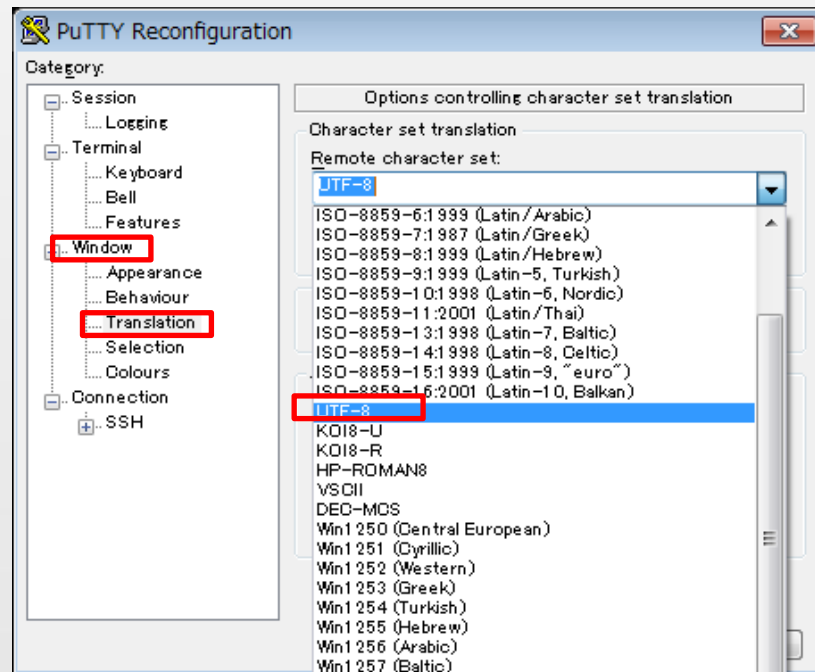 PuTTY Reconfiguration
Category:
Session
Logging
Terminal
Keyboard
Bell
Features
Window
Appearance
Behaviour
Translation
Selection
Colours
Connection
SSH
Options controlling character set translation
Character set translation
Remote character set:
UTF-8
ISO-8859-6:1999 (Latin/Arabic)
ISO-8859-7:1987 (Latin/Greek)
ISO-8859-8:1999 (Latin/Hebrew)
ISO-8859-9:1999 (Latin-5, Turkish)
ISO-8859-10:1998 (Latin-6, Nordic)
ISO-8859-11:2001 (Latin/Thai)
ISO-8859-13:1998 (Latin-7, Baltic)
ISO-8859-14:1998 (Latin-8, Celtic)
ISO-8859-15:1999 (Latin-9, "euro")
ISO-8859-16:2001 (Latin-10, Balkan)
UTF-8
KOI8-U
KOI8-R
HP-ROMAN8
VSCII
DEC-MCS
Win1250 (Central European)
Win1251 (Cyrillic)
Win1252 (Western)
Win1253 (Greek)
Win1254 (Turkish)
Win1255 (Hebrew)
Win1256 (Arabic)
Win1257 (Baltic)